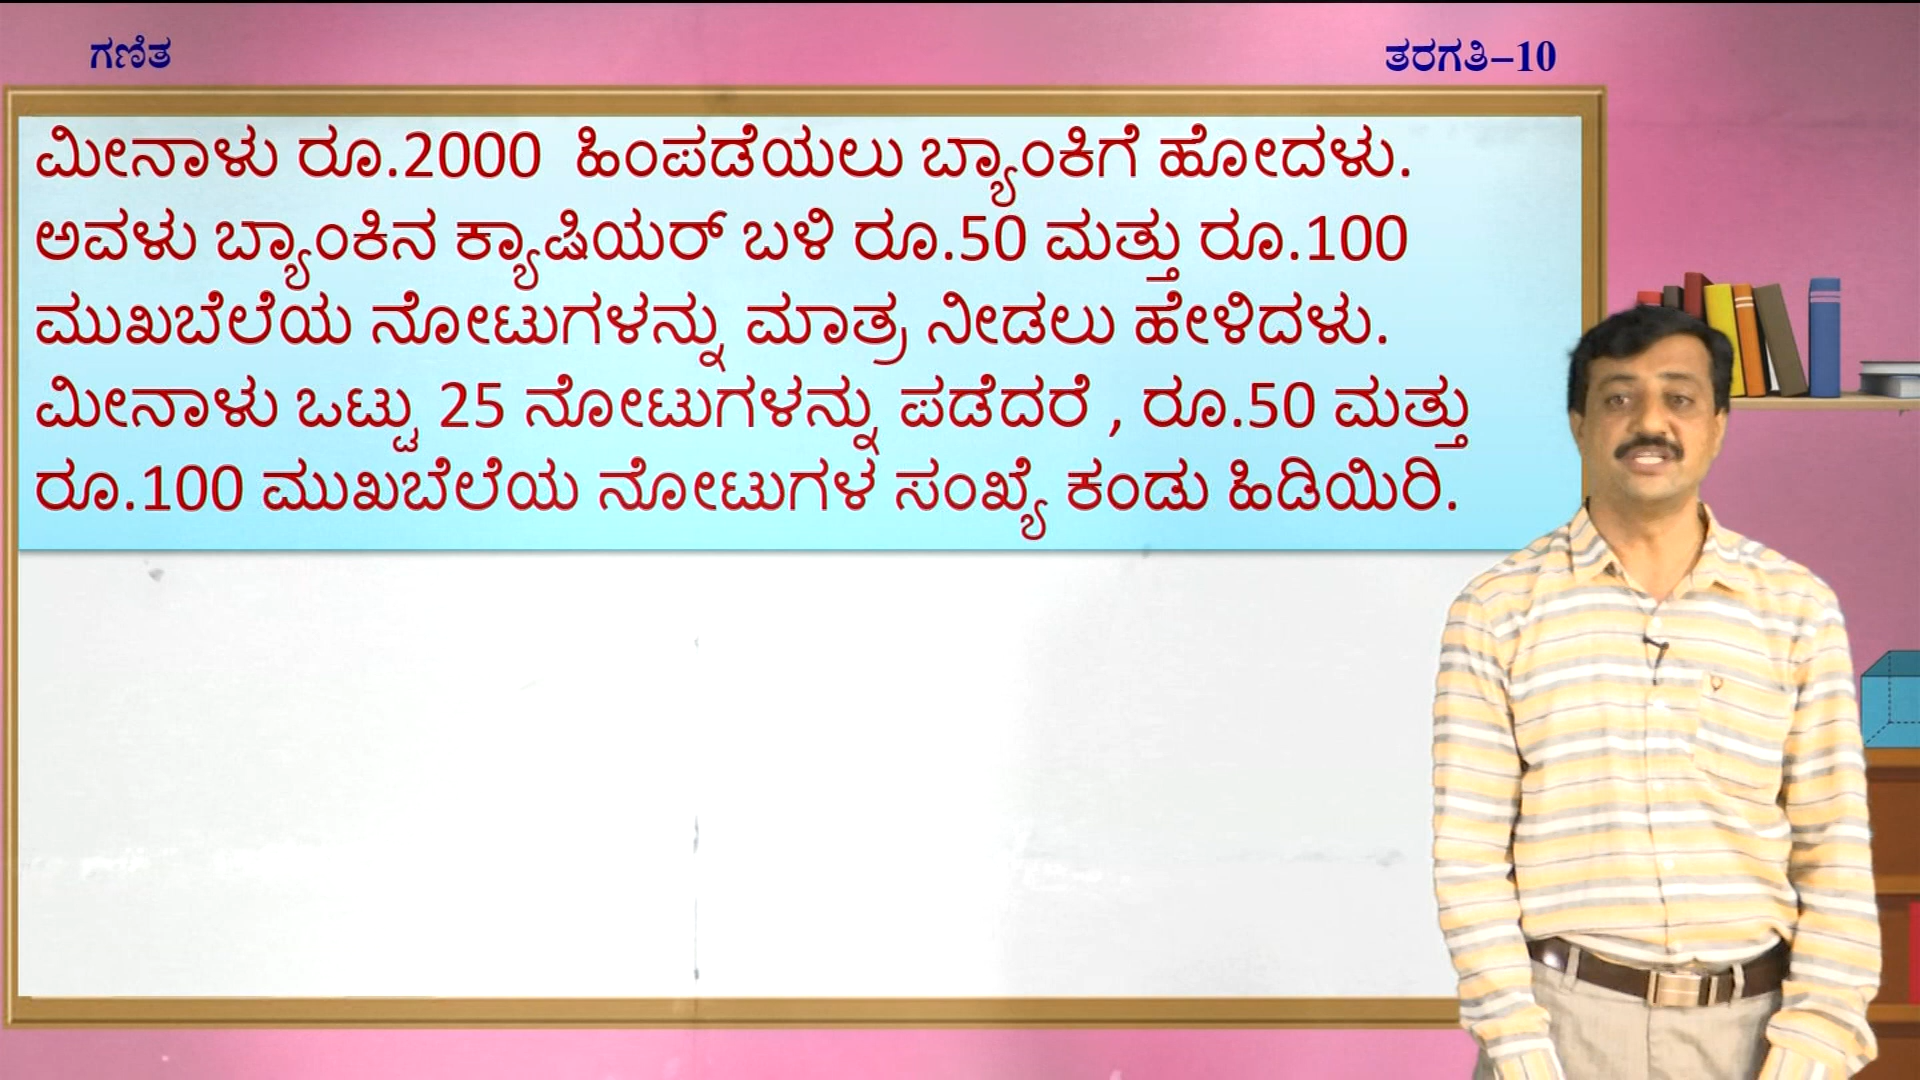 ಗಣಿತ
ತರಗತಿ–10
ಮೀನಾಳು ರೂ.2000 ಹಿಂಪಡೆಯಲು ಬ್ಯಾಂಕಿಗೆ ಹೋದಳು.
ಅವಳು ಬ್ಯಾಂಕಿನ ಕ್ಯಾಷಿಯರ್ ಬಳಿ ರೂ.50 ಮತ್ತು ರೂ.100
ಮುಖಬೆಲೆಯ ನೋಟುಗಳನ್ನು ಮಾತ್ರ ನೀಡಲು ಹೇಳಿದಳು.
ಮೀನಾಳು ಒಟ್ಟು 25 ನೋಟುಗಳನ್ನು ಪಡೆದರೆ , ರೂ.50 ಮತ್ತು
ರೂ.100 ಮುಖಬೆಲೆಯ ನೋಟುಗಳ ಸಂಖ್ಯೆ ಕಂಡು ಹಿಡಿಯಿರಿ.